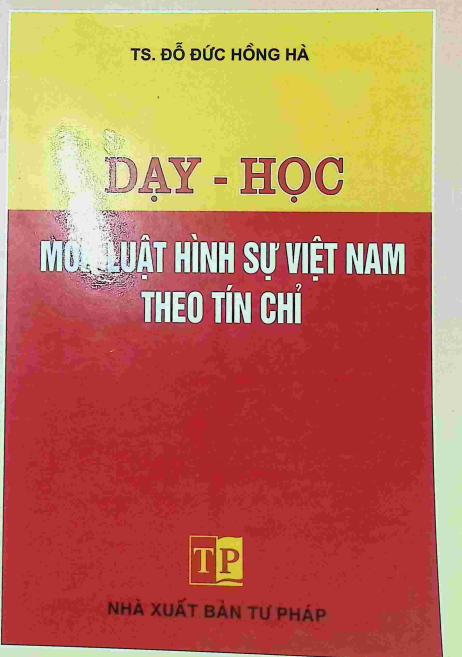 TS. ĐỖ ĐỨC HỒNG HÀ
DẠY - HỌC
MÔN LUẬT HÌNH SỰ VIỆT NAM
THEO TÍN CHỈ
TP
NHÀ XUẤT BẢN TƯ PHÁP